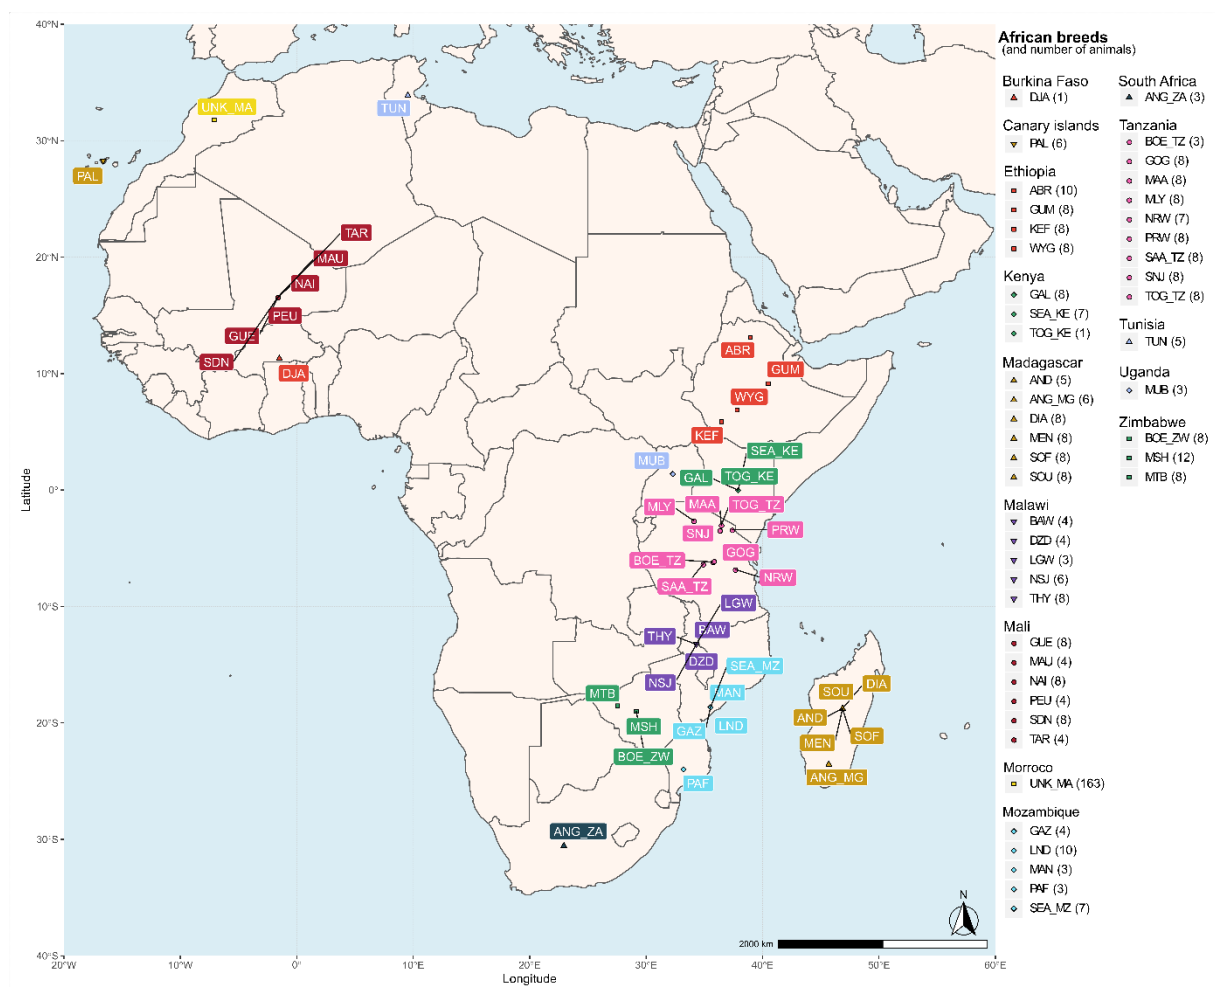 40°N
30°N
20°N
10°N
0°
10°S
20°S
30°S
40°S
20°W
10°W
0°
10°E
20°E
30°E
40°E
50°E
60°E
Latitude
Longitude
UNK_MA
TUN
PAL
TAR
MAU
NAI
PEU
GUE
SDN
DJA
ABR
GUM
WYG
KEF
SEA_KE
MUB
GAL
TOG_KE
MLY
MAA
TOG_TZ
SNJ
PRW
GOG
BOE_TZ
NRW
SAA_TZ
LGW
THY
BAW
DZD
SEA_MZ
NSJ
MTB
MAN
MSH
GAZ
LND
BOE_ZW
PAF
SOU
DIA
AND
MEN
SOF
ANG_MG
ANG_ZA
N
2000 km
African breeds
(and number of animals)
Burkina Faso
DJA (1)
Canary islands
PAL (6)
Ethiopia
ABR (10)
GUM (8)
KEF (8)
WYG (8)
Kenya
GAL (8)
SEA_KE (7)
TOG_KE (1)
Madagascar
AND (5)
ANG_MG (6)
DIA (8)
MEN (8)
SOF (8)
SOU (8)
Malawi
BAW (4)
DZD (4)
LGW (3)
NSJ (6)
THY (8)
Mali
GUE (8)
MAU (4)
NAI (8)
PEU (4)
SDN (8)
TAR (4)
Morroco
UNK_MA (163)
Mozambique
GAZ (4)
LND (10)
MAN (3)
PAF (3)
SEA_MZ (7)
South Africa
ANG_ZA (3)
Tanzania
BOE_TZ (3)
GOG (8)
MAA (8)
MLY (8)
NRW (7)
PRW (8)
SAA_TZ (8)
SNJ (8)
TOG_TZ (8)
Tunisia
TUN (5)
Uganda
MUB (3)
Zimbabwe
BOE_ZW (8)
MSH (12)
MTB (8)